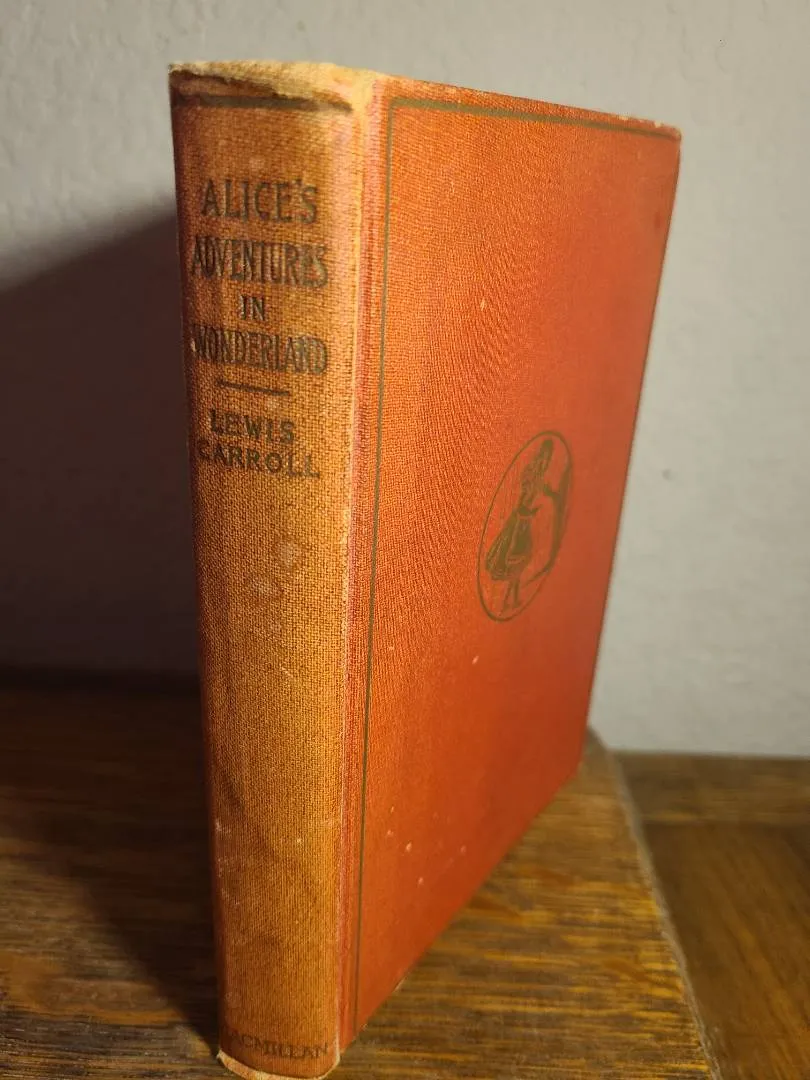 ALICE'S
ADVENTURES
IN
WONDERLAND
LEWIS
CARROLL
MACMILLAN